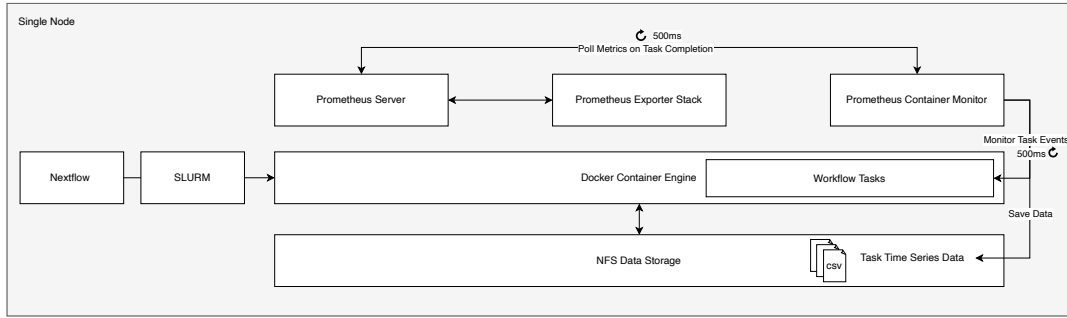 Single Node
500ms
Poll Metrics on Task Completion
Prometheus Server
Prometheus Exporter Stack
Prometheus Container Monitor
Monitor Task Events
500ms
Nextflow
SLURM
Docker Container Engine
Workflow Tasks
Save Data
NFS Data Storage
CSV
Task Time Series Data